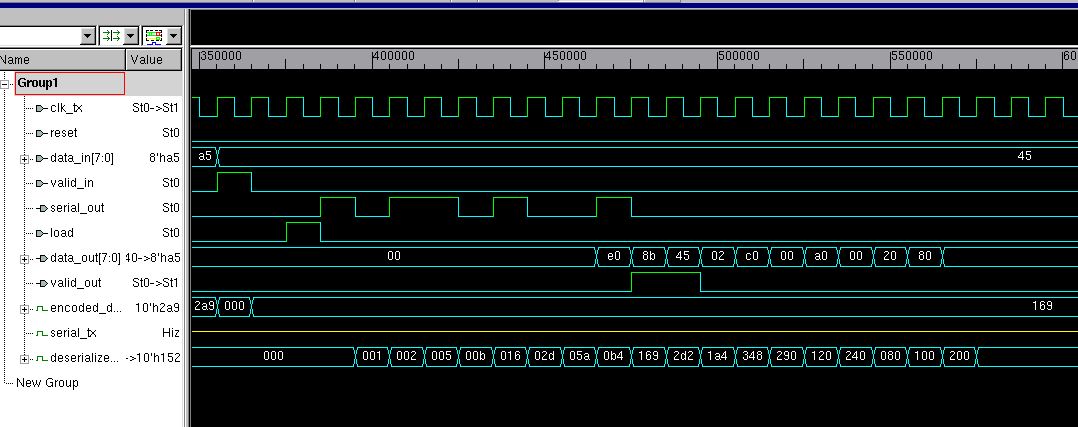 350000 400000 450000 500000 550000 60
Name Value
Group1
clk_tx St0->St1
reset St0
data_in[7:0] 8'ha5 a5 45
valid_in St0
serial_out St0
load St0
data_out[7:0] 40->8'ha5 00 e0 8b 45 02 c0 00 a0 00 20 80
valid_out St0->St1
encoded_d... 10'h2a9 2a9 000 169
serial_tx Hiz
deserialize... ->10'h152 000 001 002 005 00b 016 02d 05a 0b4 169 2d2 1a4 348 290 120 240 080 100 200
New Group